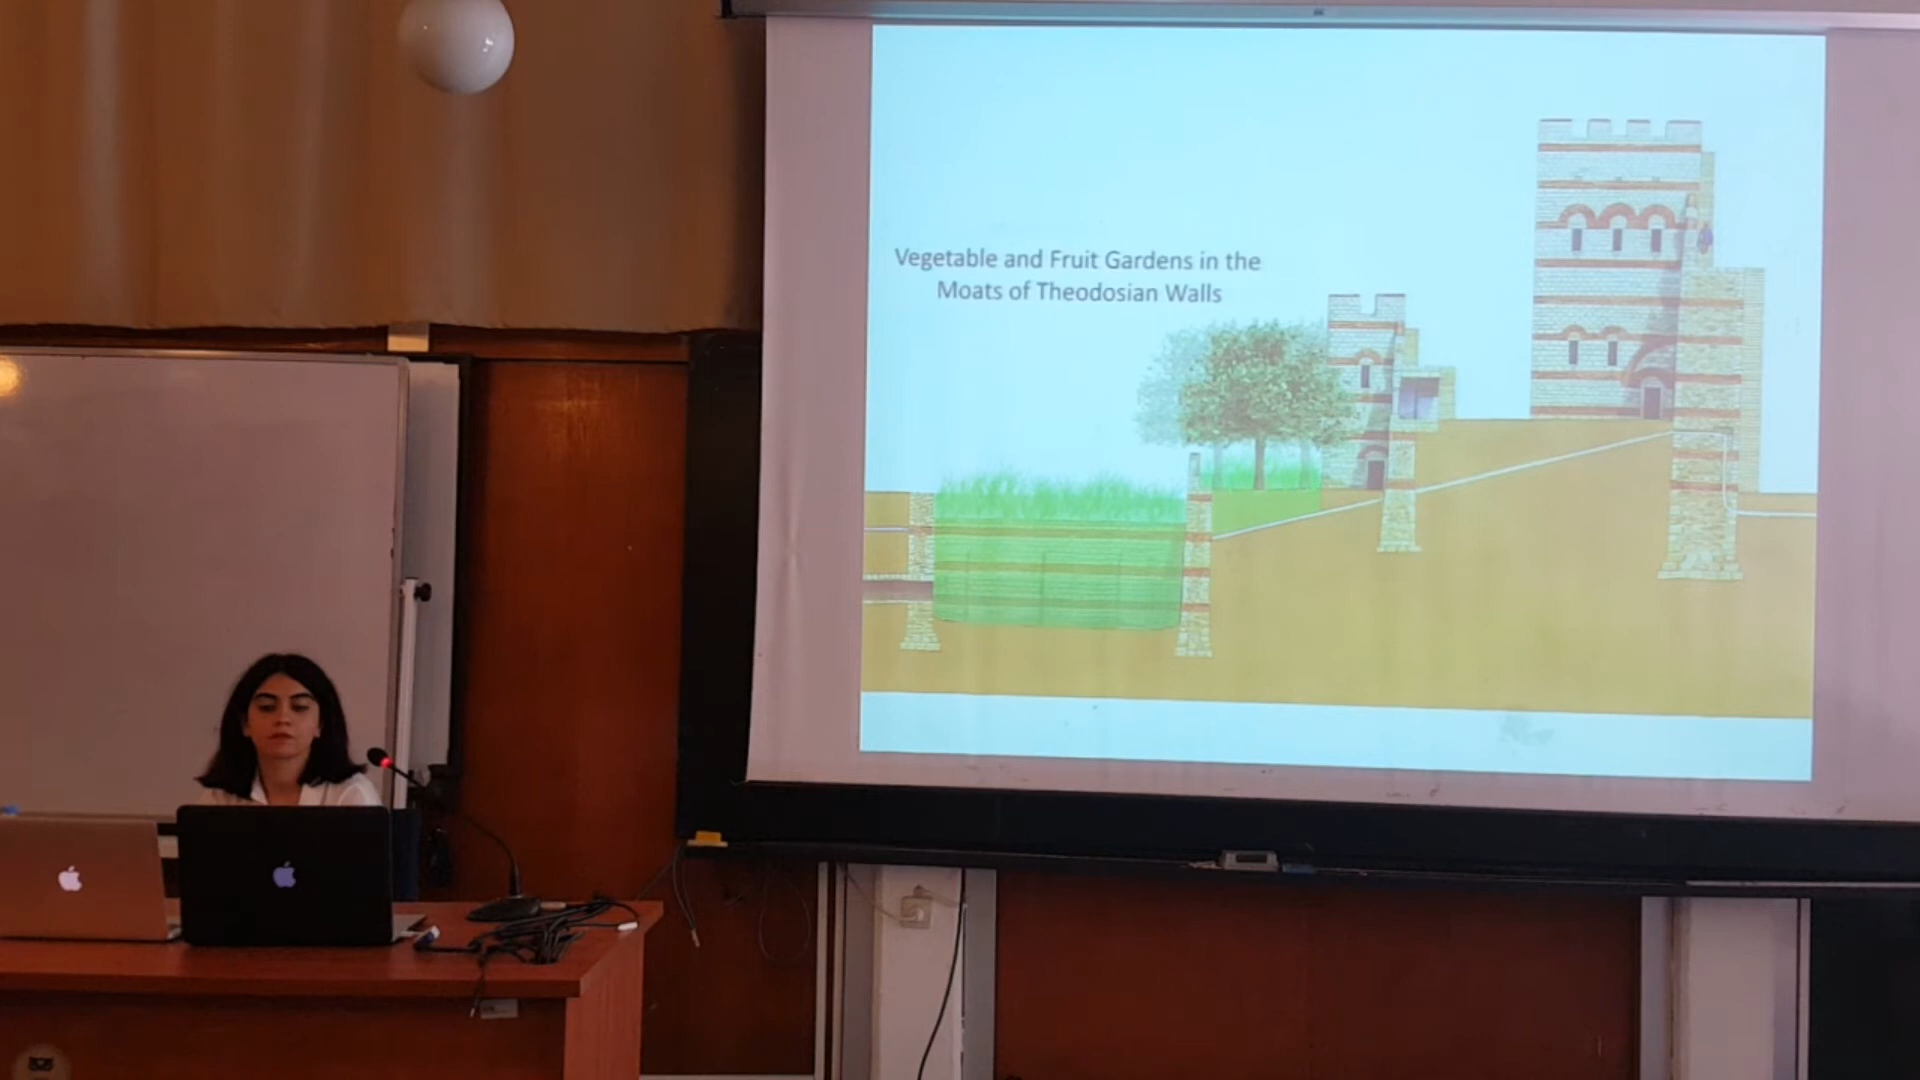 Vegetable and Fruit Gardens in the
Moats of Theodosian Walls